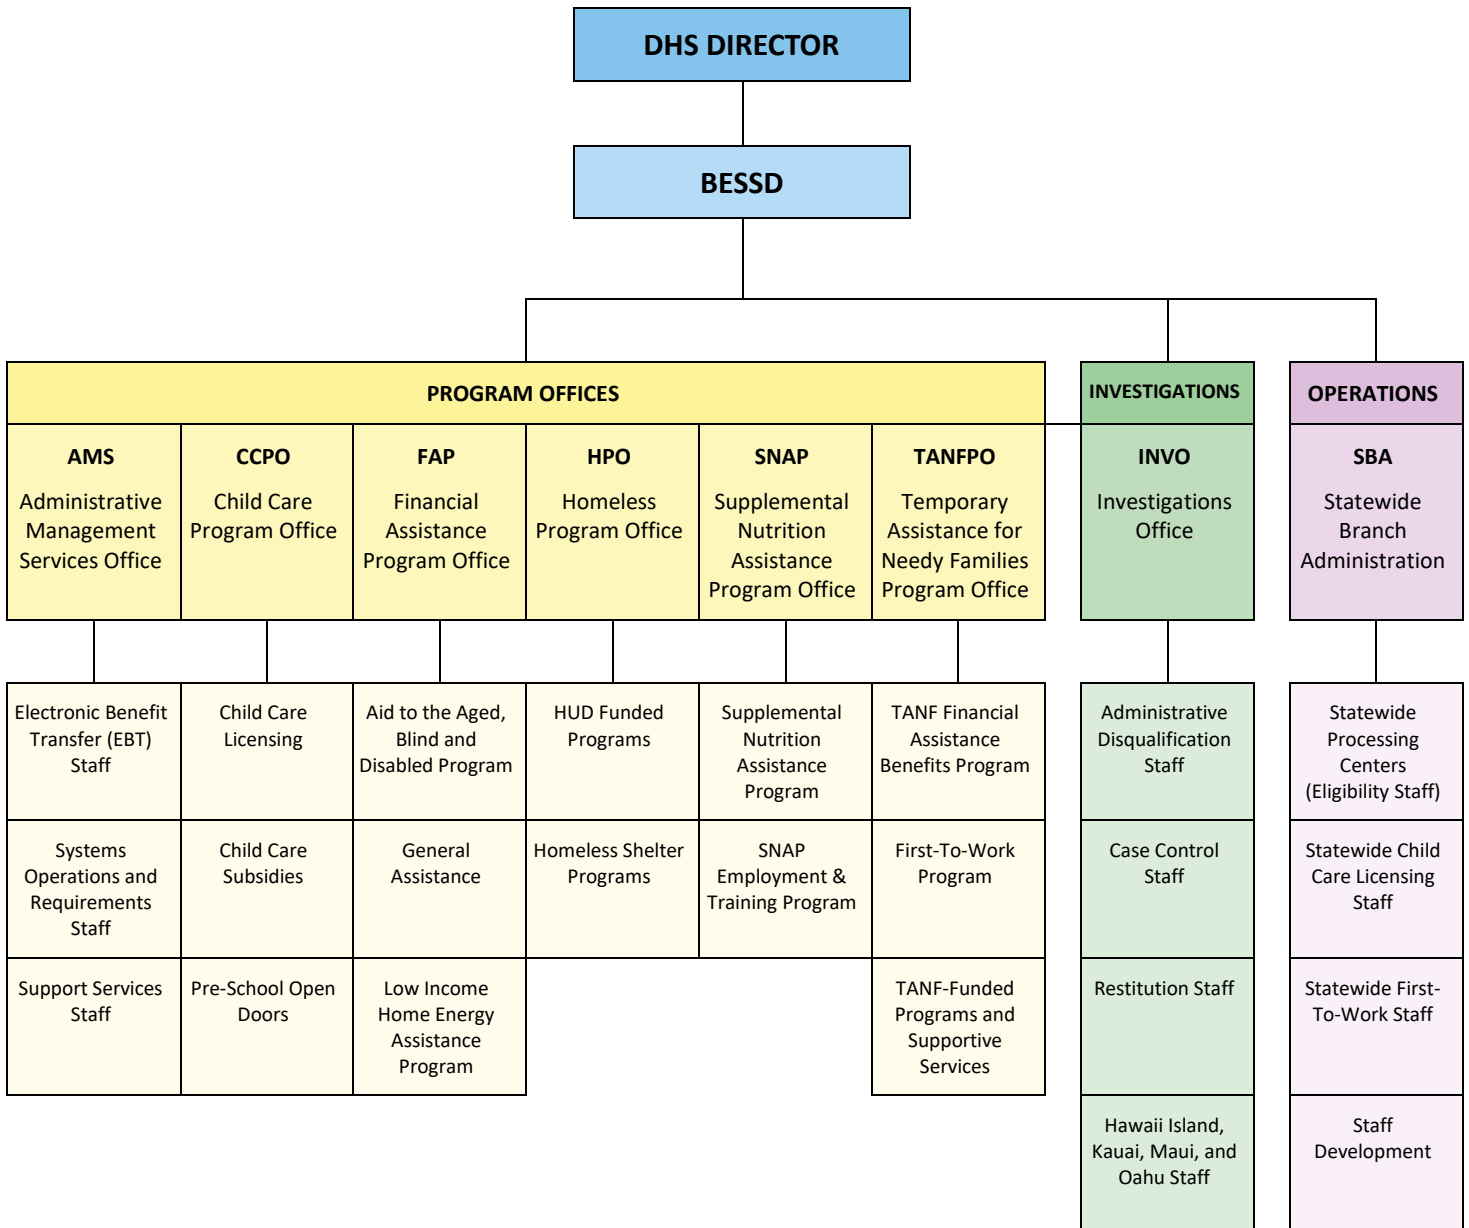 DHS DIRECTOR
BESSD
PROGRAM OFFICES
INVESTIGATIONS
OPERATIONS
AMS
Administrative
Management
Services Office
CCPO
Child Care
Program Office
FAP
Financial
Assistance
Program Office
HPO
Homeless
Program Office
SNAP
Supplemental
Nutrition
Assistance
Program Office
TANFPO
Temporary
Assistance for
Needy Families
Program Office
INVO
Investigations
Office
SBA
Statewide
Branch
Administration
Electronic Benefit
Transfer (EBT)
Staff
Child Care
Licensing
Aid to the Aged,
Blind and
Disabled Program
HUD Funded
Programs
Supplemental
Nutrition
Assistance
Program
TANF Financial
Assistance
Benefits Program
Administrative
Disqualification
Staff
Statewide
Processing
Centers
(Eligibility Staff)
Systems
Operations and
Requirements
Staff
Child Care
Subsidies
General
Assistance
Homeless Shelter
Programs
SNAP
Employment &
Training Program
First-To-Work
Program
Case Control
Staff
Statewide Child
Care Licensing
Staff
Support Services
Staff
Pre-School Open
Doors
Low Income
Home Energy
Assistance
Program
TANF-Funded
Programs and
Supportive
Services
Restitution Staff
Statewide First-
To-Work Staff
Hawaii Island,
Kauai, Maui, and
Oahu Staff
Staff
Development